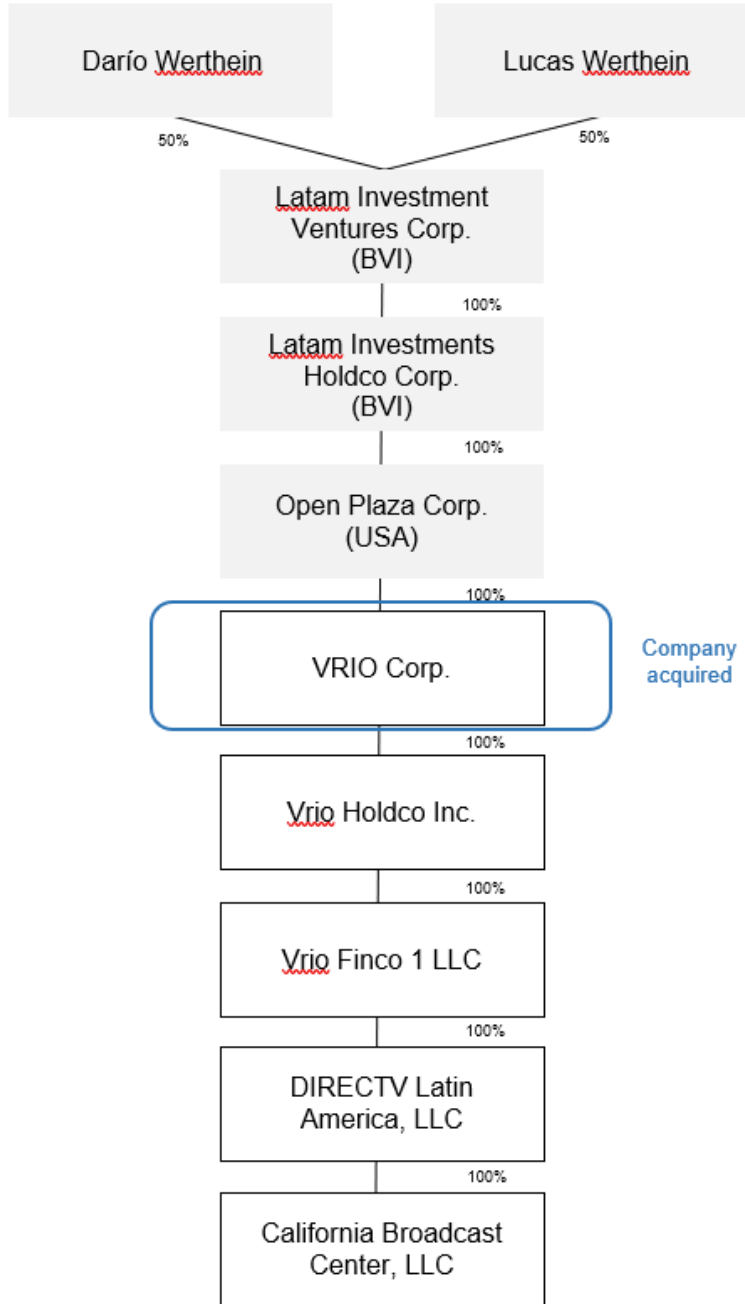 Darío Werthein
Lucas Werthein
50%
50%
Latam Investment
Ventures Corp.
(BVI)
100%
Latam Investments
Holdco Corp.
(BVI)
100%
Open Plaza Corp.
(USA)
100%
VRIO Corp.
Company
acquired
100%
Vrio Holdco Inc.
100%
Vrio Finco 1 LLC
100%
DIRECTV Latin
America, LLC
100%
California Broadcast
Center, LLC